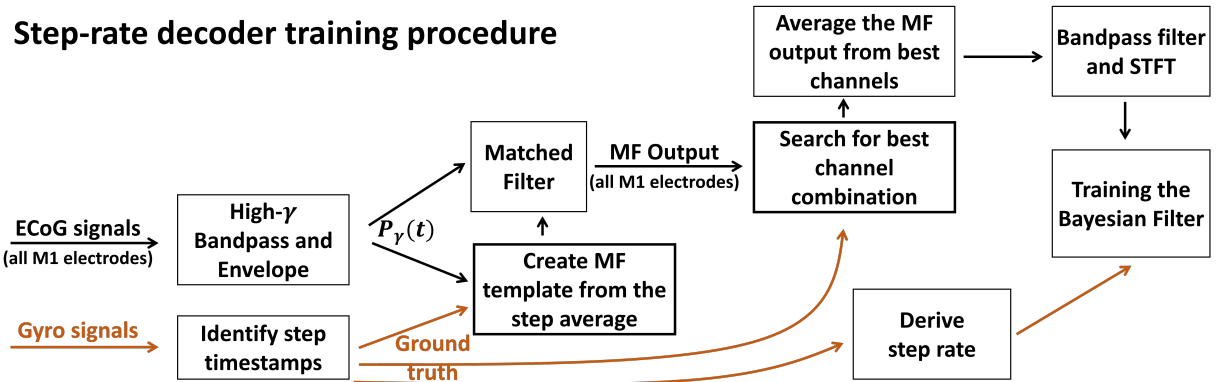 Step-rate decoder training procedure
ECoG signals
(all M1 electrodes)
High-γ
Bandpass and
Envelope
P_γ(t)
Matched
Filter
MF Output
(all M1 electrodes)
Search for best
channel
combination
Average the MF
output from best
channels
Bandpass filter
and STFT
Training the
Bayesian Filter
Create MF
template from the
step average
Gyro signals
Identify step
timestamps
Ground
truth
Derive
step rate